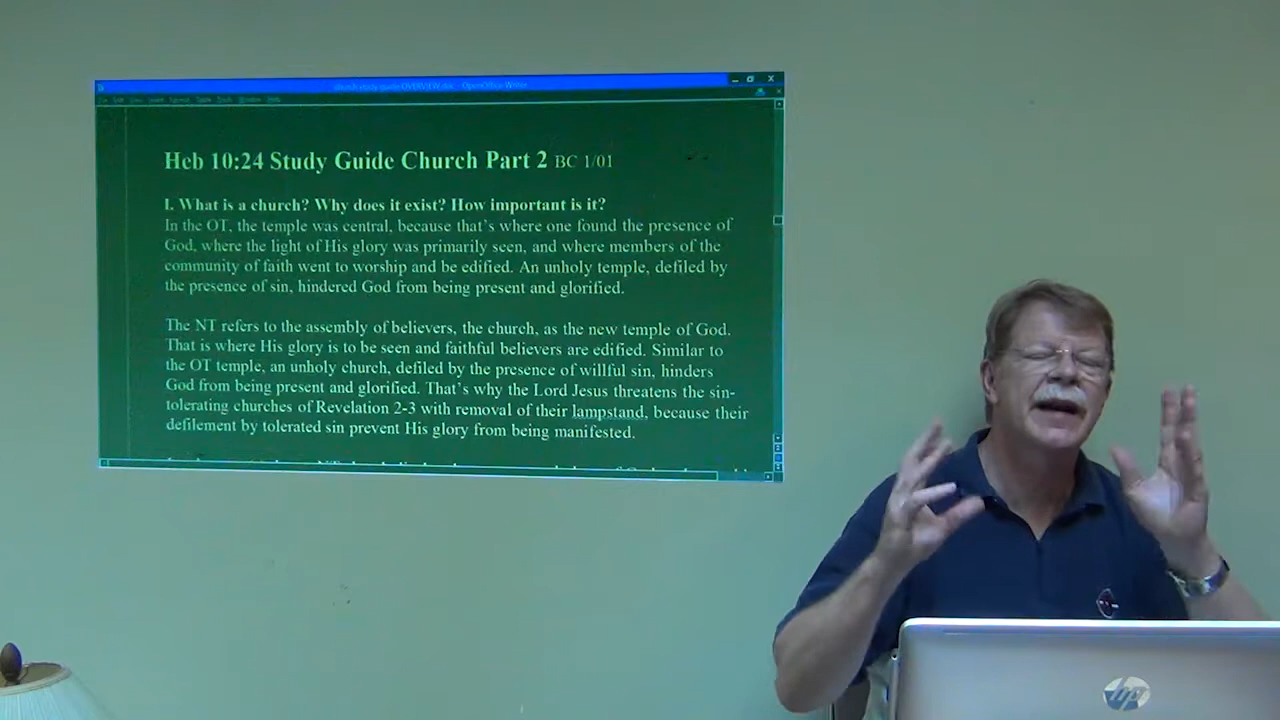 OpenOffice Writer
Heb 10:24 Study Guide Church Part 2 BC 1/01
I. What is a church? Why does it exist? How important is it?
In the OT, the temple was central, because that's where one found the presence of
God, where the light of His glory was primarily seen, and where members of the
community of faith went to worship and be edified. An unholy temple, defiled by
the presence of sin, hindered God from being present and glorified.
The NT refers to the assembly of believers, the church, as the new temple of God.
That is where His glory is to be seen and faithful believers are edified. Similar to
the OT temple, an unholy church, defiled by the presence of willful sin, hinders
God from being present and glorified. That's why the Lord Jesus threatens the sin-
tolerating churches of Revelation 2-3 with removal of their lampstand, because their
defilement by tolerated sin prevent His glory from being manifested.
hp